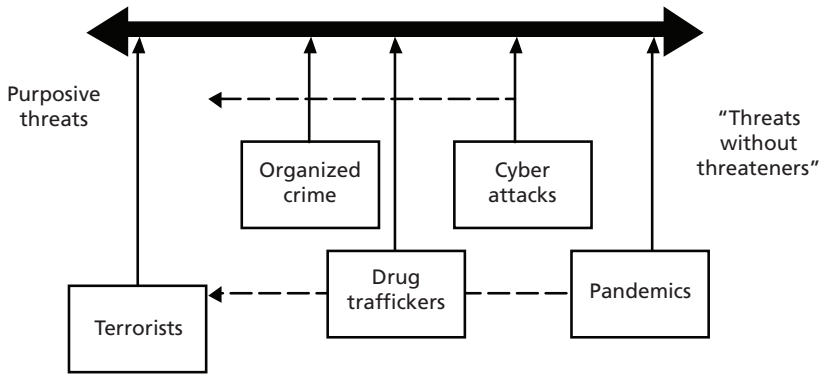 Purposive
threats
“Threats
without
threateners”
Organized
crime
Cyber
attacks
Drug
traffickers
Pandemics
Terrorists